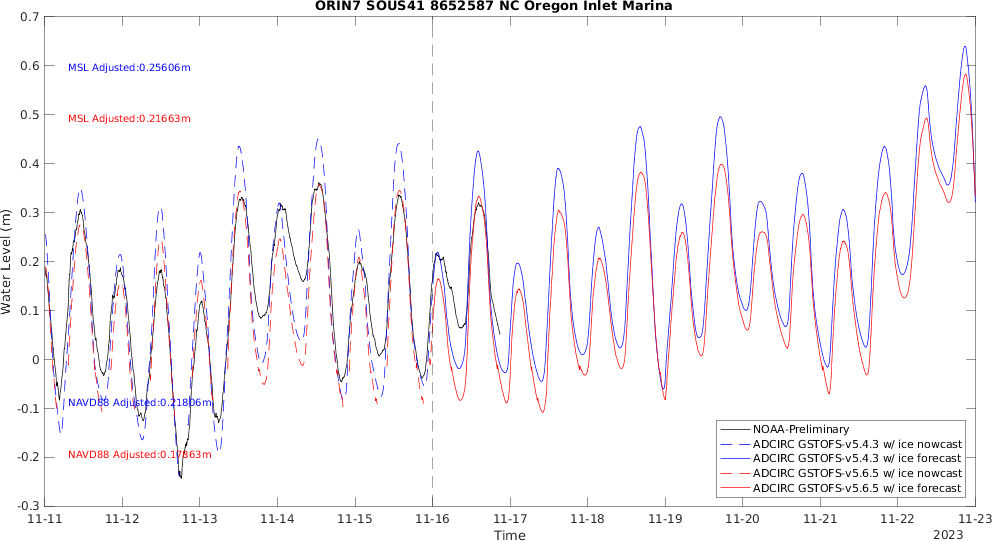 ORIN7 SOUS41 8652587 NC Oregon Inlet Marina
0.7
0.6
0.5
0.4
0.3
0.2
0.1
0
-0.1
-0.2
-0.3
Water Level (m)
MSL Adjusted:0.25606m
MSL Adjusted:0.21663m
NAVD88 Adjusted:0.21806m
NAVD88 Adjusted:0.17863m
NOAA-Preliminary
ADCIRC GSTOFS-v5.4.3 w/ ice nowcast
ADCIRC GSTOFS-v5.4.3 w/ ice forecast
ADCIRC GSTOFS-v5.6.5 w/ ice nowcast
ADCIRC GSTOFS-v5.6.5 w/ ice forecast
11-11 11-12 11-13 11-14 11-15 11-16 11-17 11-18 11-19 11-20 11-21 11-22 11-23
Time
2023